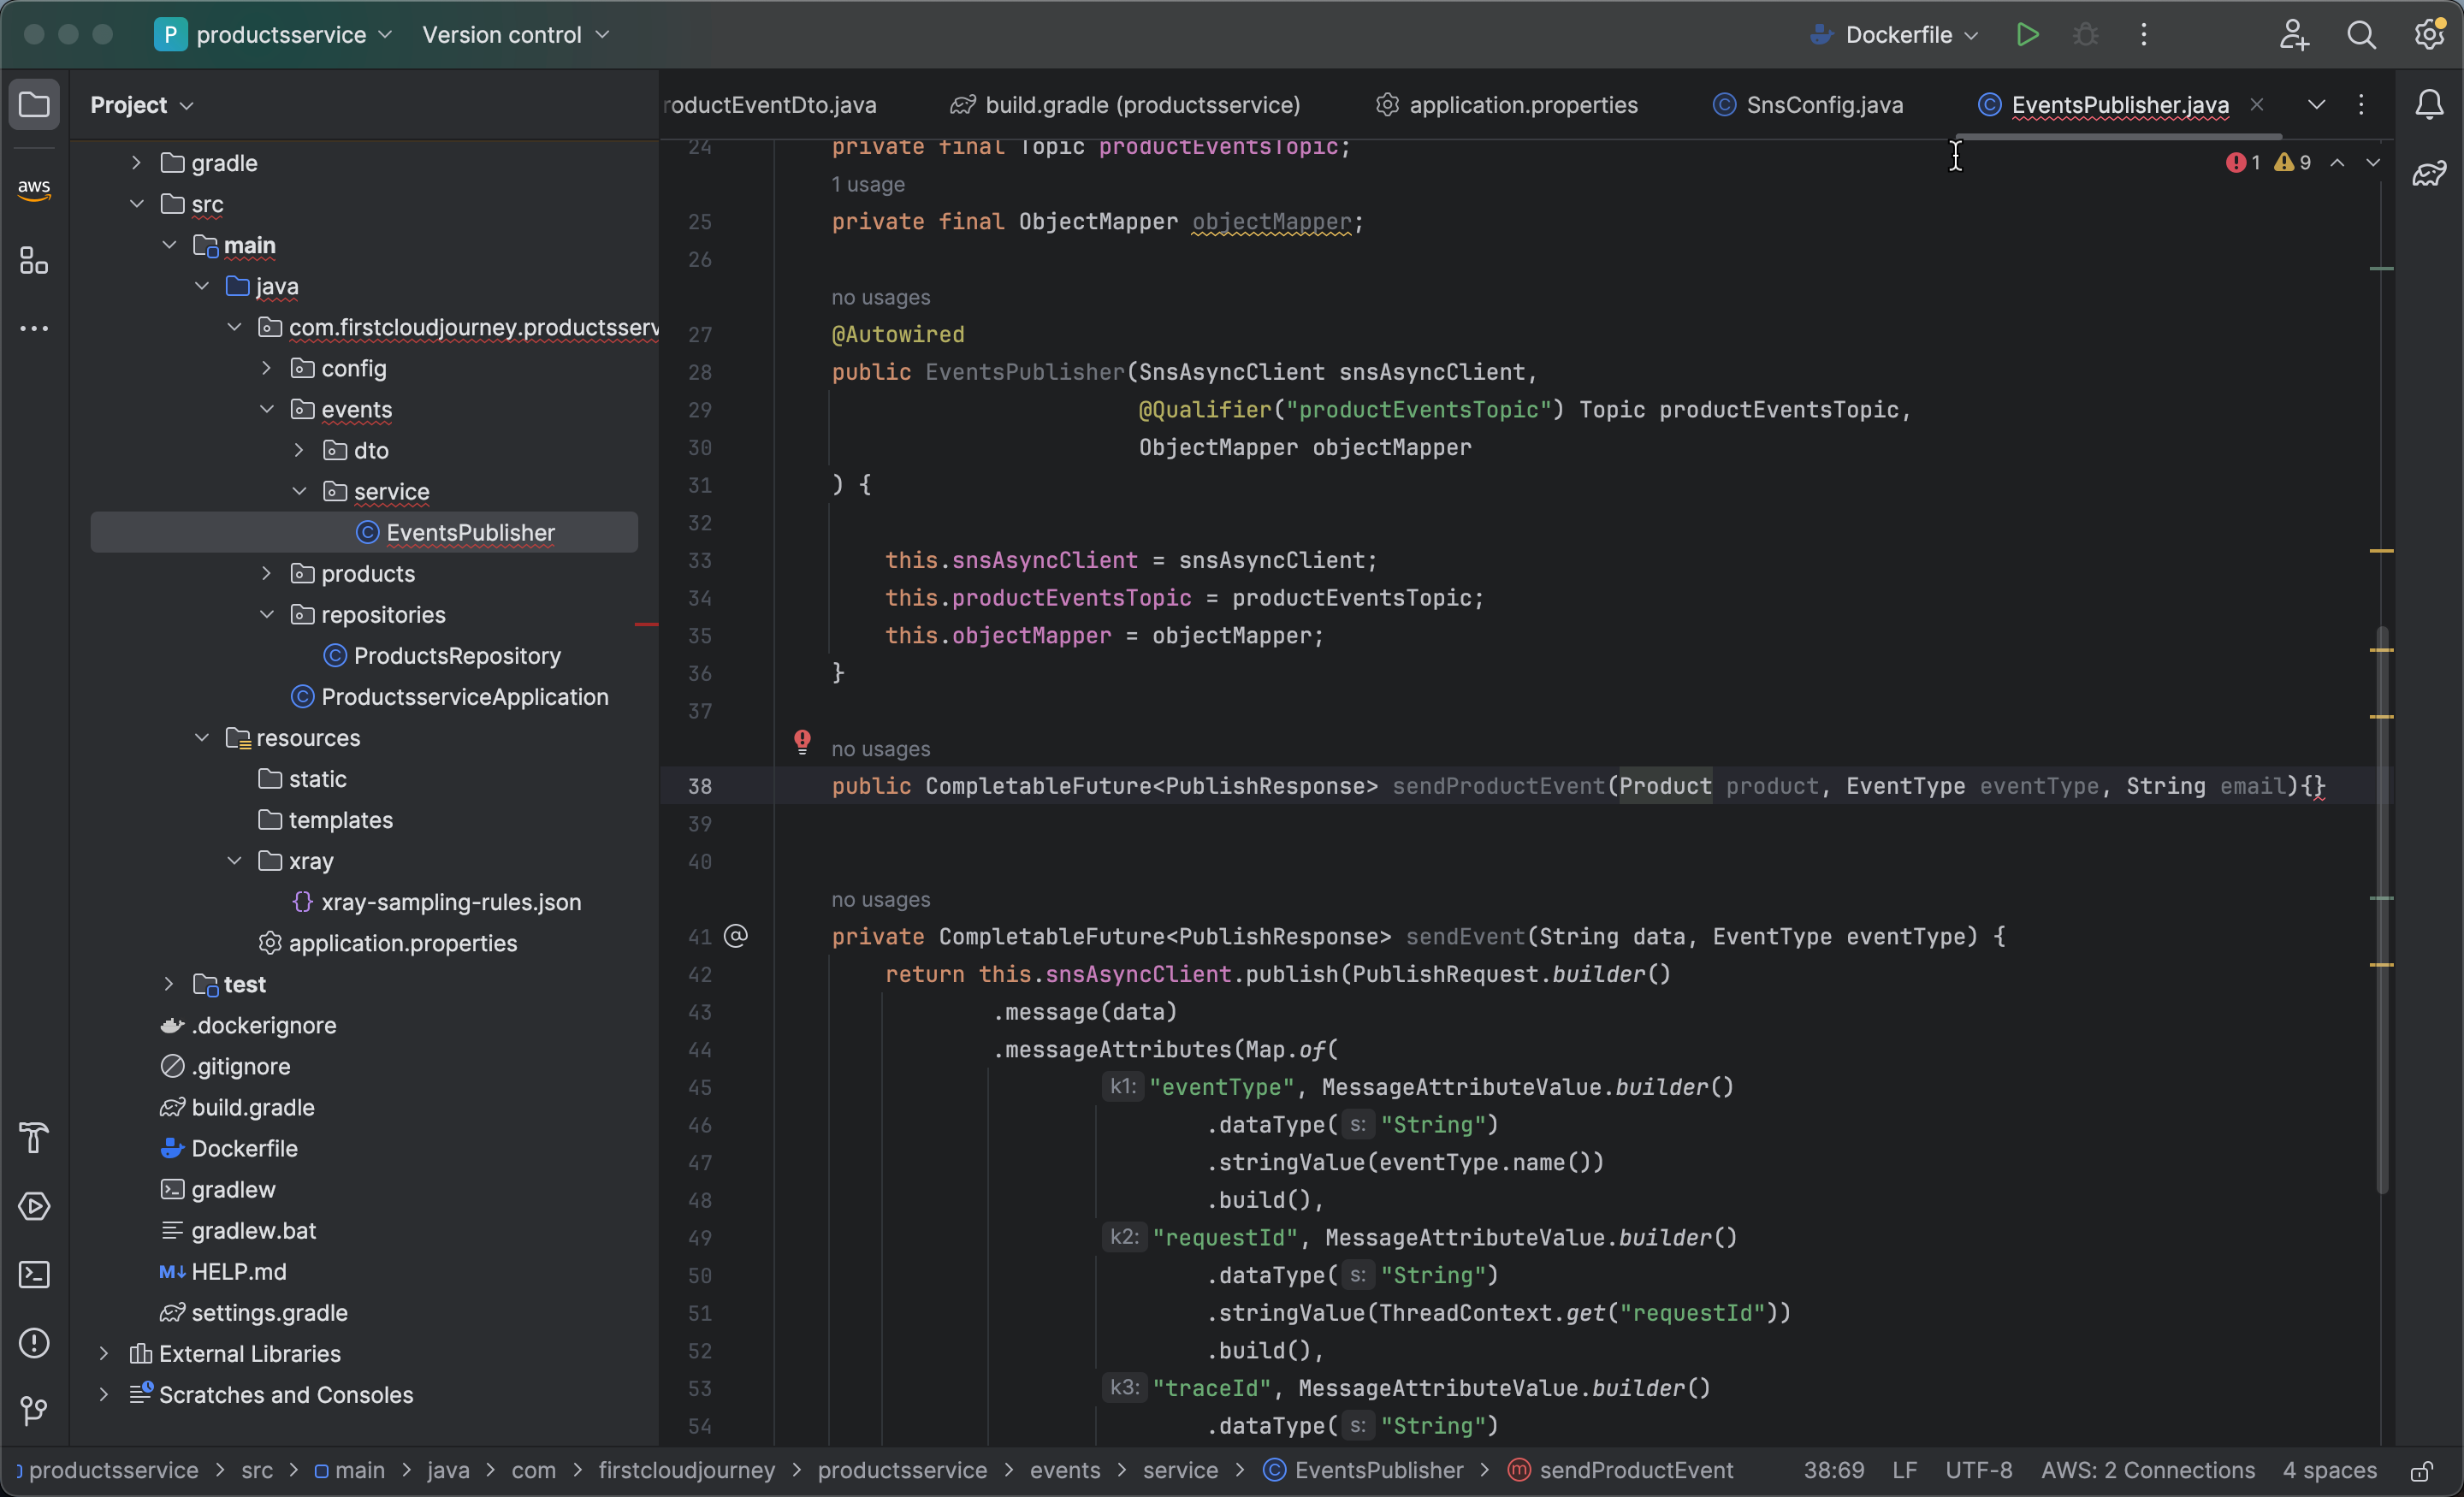 P productsservice Version control Dockerfile
Project
roductEventDto.java build.gradle (productsservice) application.properties SnsConfig.java EventsPublisher.java
1 9
aws
gradle
src
main
java
com.firstcloudjourney.productsserv
config
events
dto
service
EventsPublisher
products
repositories
ProductsRepository
ProductsserviceApplication
resources
static
templates
xray
{} xray-sampling-rules.json
application.properties
test
.dockerignore
.gitignore
build.gradle
Dockerfile
gradlew
gradlew.bat
M↓ HELP.md
settings.gradle
External Libraries
Scratches and Consoles
24 private final Topic productEventsTopic;
1 usage
25 private final ObjectMapper objectMapper;
26
no usages
27 @Autowired
28 public EventsPublisher(SnsAsyncClient snsAsyncClient,
29 @Qualifier("productEventsTopic") Topic productEventsTopic,
30 ObjectMapper objectMapper
31 ) {
32
33 this.snsAsyncClient = snsAsyncClient;
34 this.productEventsTopic = productEventsTopic;
35 this.objectMapper = objectMapper;
36 }
37
no usages
38 public CompletableFuture<PublishResponse> sendProductEvent(Product product, EventType eventType, String email){}
39
40
no usages
41 @ private CompletableFuture<PublishResponse> sendEvent(String data, EventType eventType) {
42 return this.snsAsyncClient.publish(PublishRequest.builder()
43 .message(data)
44 .messageAttributes(Map.of(
45 k1: "eventType", MessageAttributeValue.builder()
46 .dataType( s: "String")
47 .stringValue(eventType.name())
48 .build(),
49 k2: "requestId", MessageAttributeValue.builder()
50 .dataType( s: "String")
51 .stringValue(ThreadContext.get("requestId"))
52 .build(),
53 k3: "traceId", MessageAttributeValue.builder()
54 .dataType( s: "String")
productsservice > src > main > java > com > firstcloudjourney > productsservice > events > service > EventsPublisher > sendProductEvent 38:69 LF UTF-8 AWS: 2 Connections 4 spaces